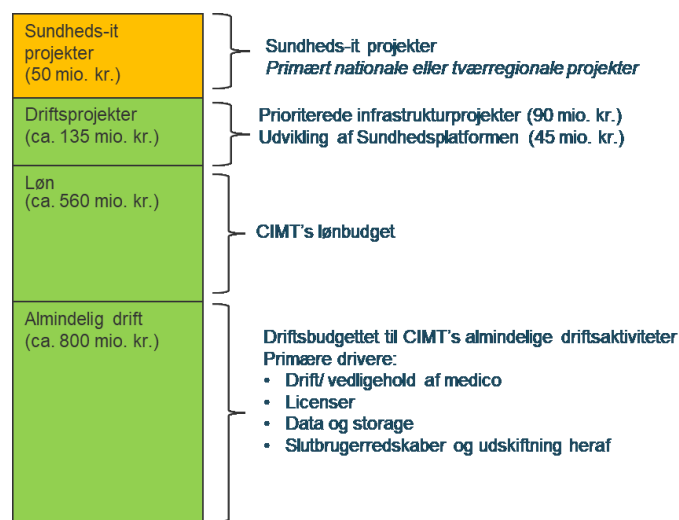 Sundheds-it
projekter
(50 mio. kr.)
Sundheds-it projekter
Primært nationale eller tværregionale projekter
Driftsprojekter
(ca. 135 mio. kr.)
Prioriterede infrastrukturprojekter (90 mio. kr.)
Udvikling af Sundhedsplatformen (45 mio. kr.)
Løn
(ca. 560 mio. kr.)
CIMT's lønbudget
Almindelig drift
(ca. 800 mio. kr.)
Driftsbudgettet til CIMT's almindelige driftsaktiviteter
Primære drivere:
• Drift/ vedligehold af medico
• Licenser
• Data og storage
• Slutbrugerredskaber og udskiftning heraf